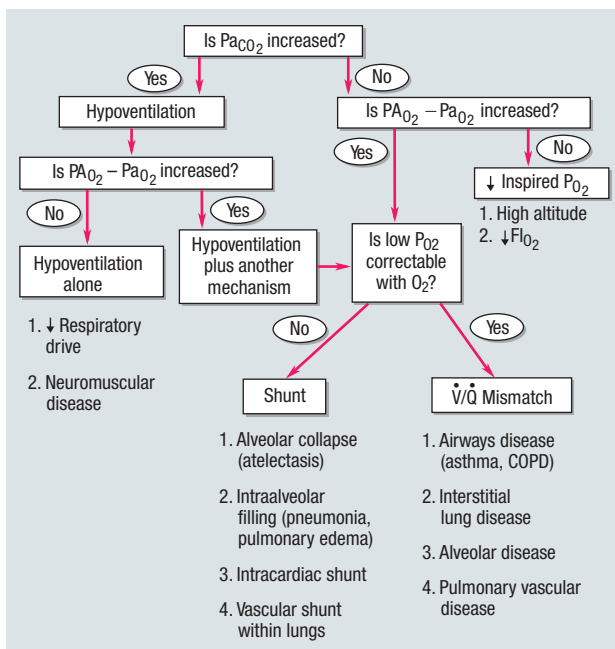 Is PaCO₂ increased?
Yes
No
Hypoventilation
Is PAO₂ – PaO₂ increased?
Is PAO₂ – PaO₂ increased?
Yes
No
No
Yes
↓ Inspired PO₂
1. High altitude
2. ↓FIO₂
Hypoventilation
alone
Hypoventilation
plus another
mechanism
Is low PO2
correctable
with O₂?
1. ↓ Respiratory
drive
2. Neuromuscular
disease
No
Yes
Shunt
V̇/Q̇ Mismatch
1. Alveolar collapse
(atelectasis)
2. Intraalveolar
filling (pneumonia,
pulmonary edema)
3. Intracardiac shunt
4. Vascular shunt
within lungs
1. Airways disease
(asthma, COPD)
2. Interstitial
lung disease
3. Alveolar disease
4. Pulmonary vascular
disease